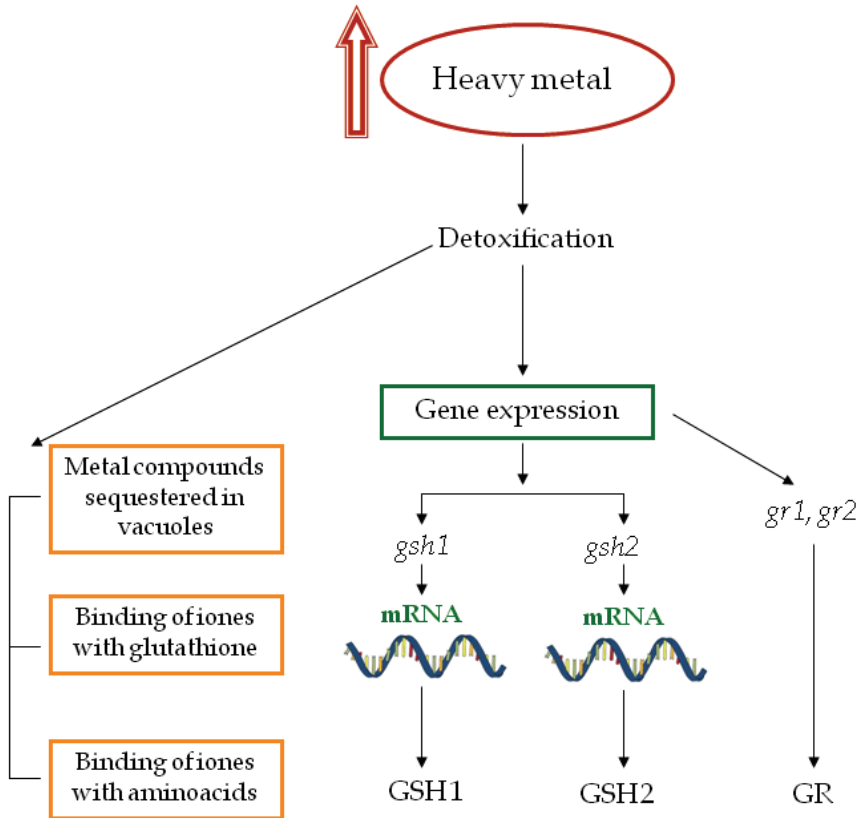 Heavy metal
Detoxification
Gene expression
Metal compounds
sequestered in
vacuoles
gsh1
gsh2
gr1, gr2
mRNA
mRNA
Binding of iones
with glutathione
Binding of iones
with aminoacids
GSH1
GSH2
GR